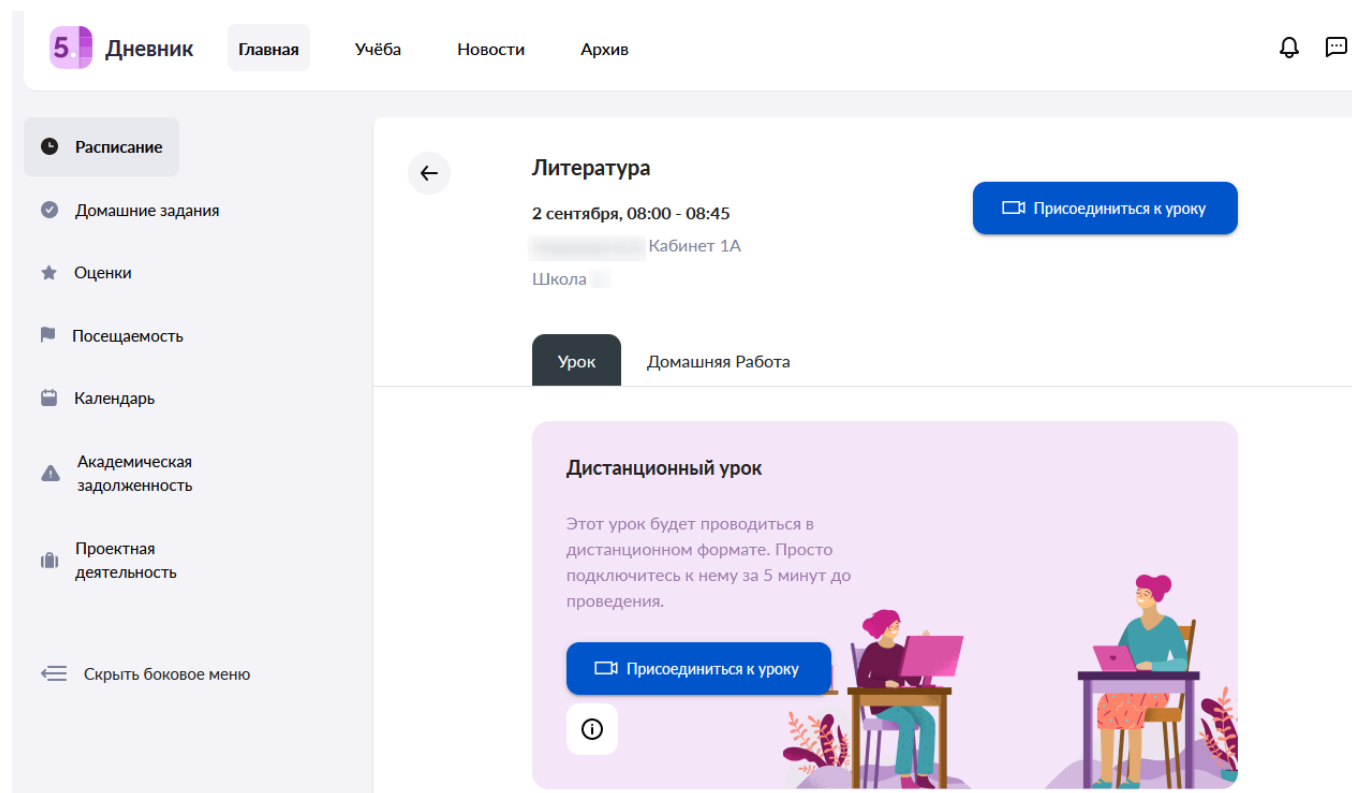 5. Дневник Главная Учёба Новости Архив
Расписание
Домашние задания
Оценки
Посещаемость
Календарь
Академическая
задолженность
Проектная
деятельность
Скрыть боковое меню
Литература
2 сентября, 08:00 - 08:45
Кабинет 1А
Школа
Присоединиться к уроку
Урок Домашняя Работа
Дистанционный урок
Этот урок будет проводиться в
дистанционном формате. Просто
подключитесь к нему за 5 минут до
проведения.
Присоединиться к уроку